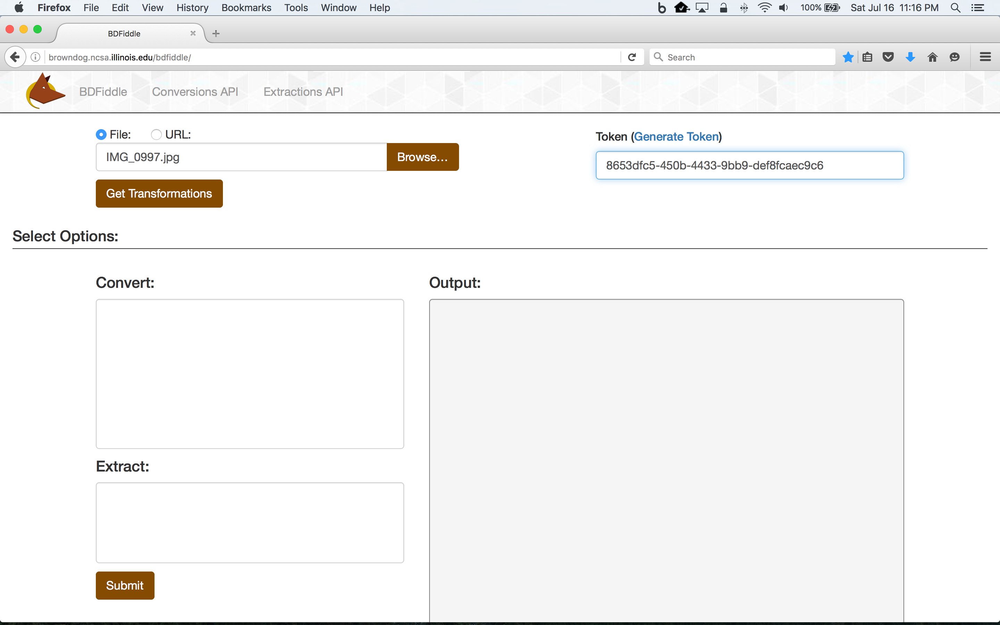 Firefox File Edit View History Bookmarks Tools Window Help 100% Sat Jul 16 11:16 PM
BDFiddle
browndog.ncsa.illinois.edu/bdfiddle/ Search
BDFiddle Conversions API Extractions API
File: URL:
IMG_0997.jpg Browse...
Get Transformations
Token (Generate Token)
8653dfc5-450b-4433-9bb9-def8fcaec9c6
Select Options:
Convert:
Extract:
Submit
Output: